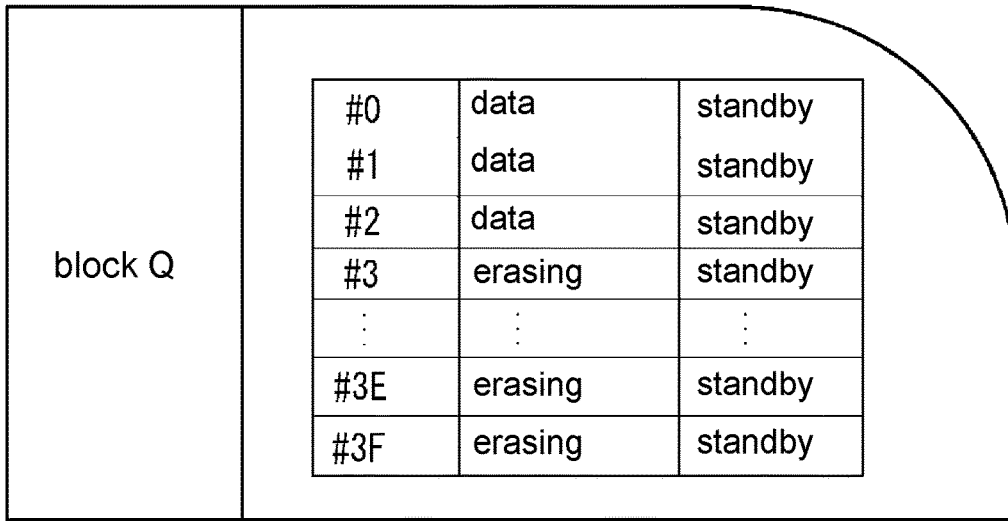 #0 data standby
#1 data standby
#2 data standby
block Q
#3 erasing standby
⋮ ⋮ ⋮
#3E erasing standby
#3F erasing standby